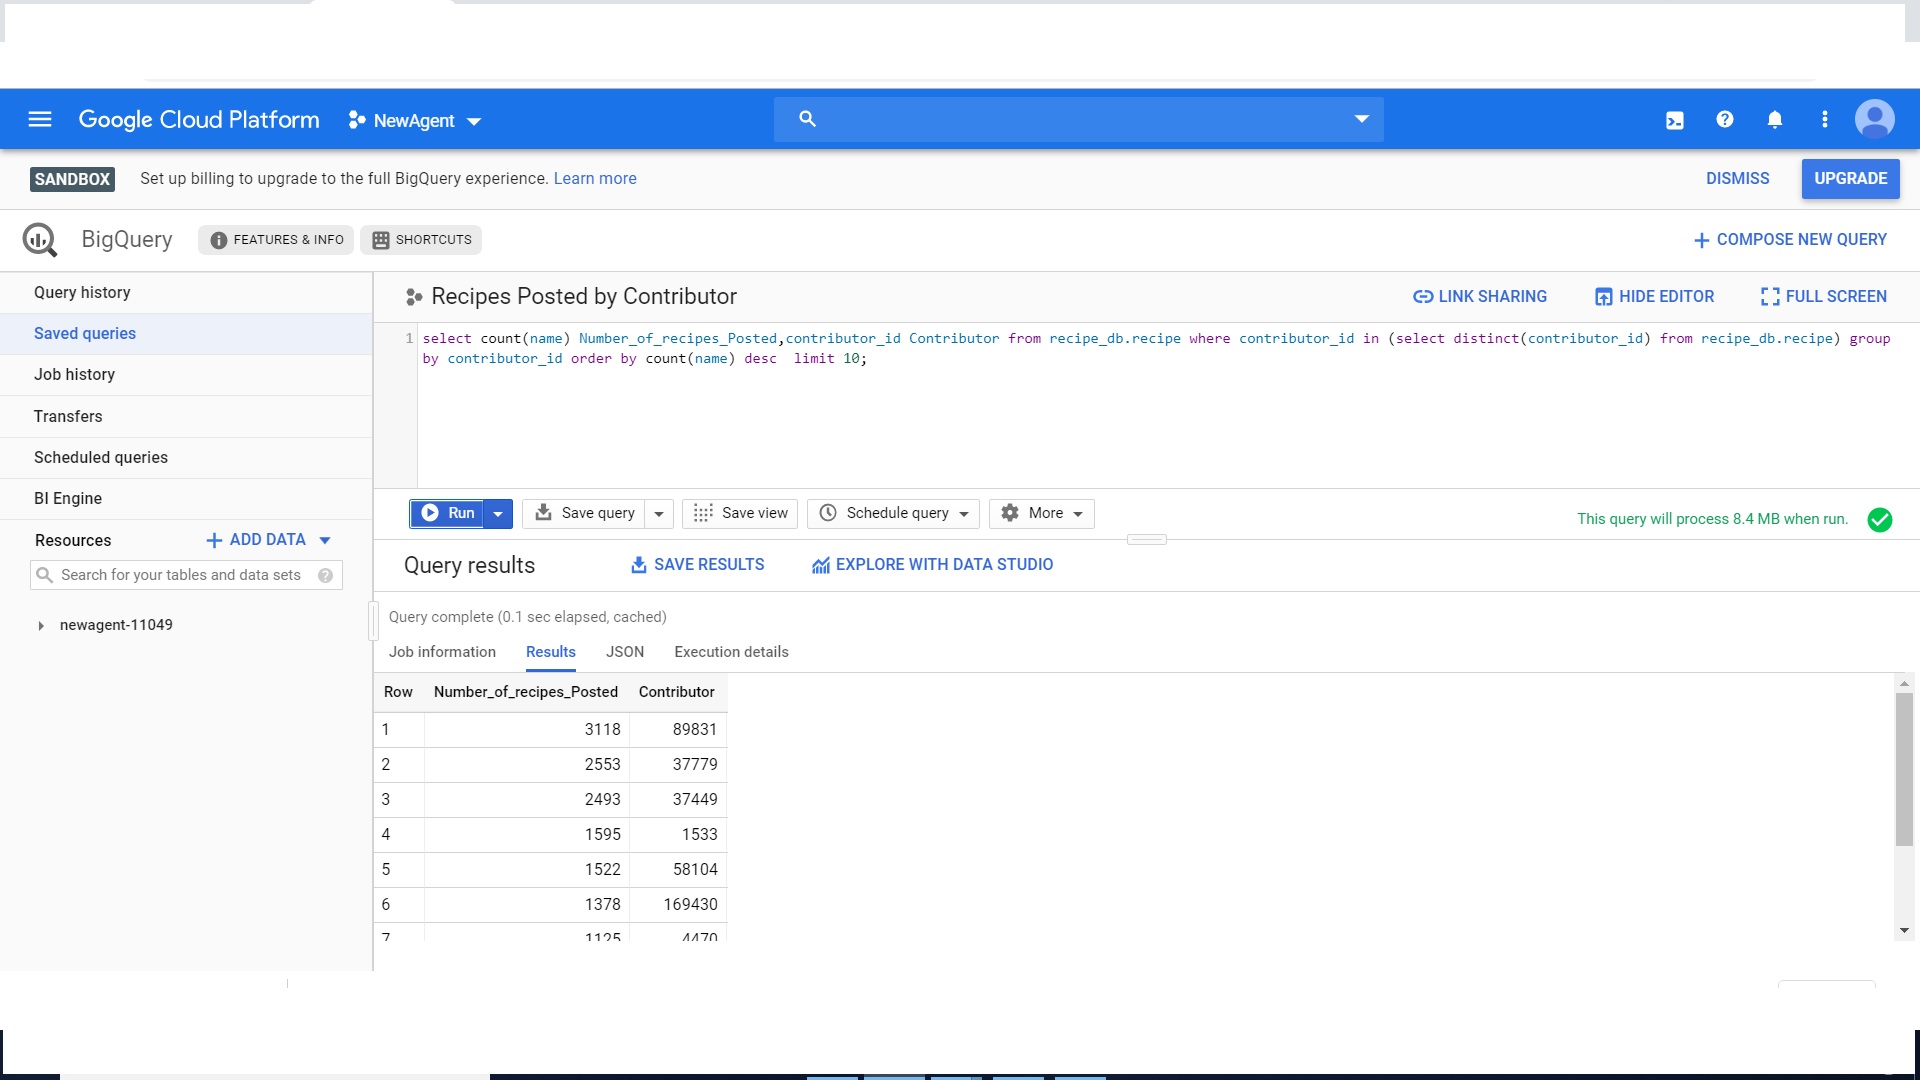 Google Cloud Platform NewAgent
SANDBOX Set up billing to upgrade to the full BigQuery experience. Learn more DISMISS UPGRADE
BigQuery FEATURES & INFO SHORTCUTS COMPOSE NEW QUERY
Query history
Saved queries
Job history
Transfers
Scheduled queries
BI Engine
Resources ADD DATA
Search for your tables and data sets
newagent-11049
Recipes Posted by Contributor LINK SHARING HIDE EDITOR FULL SCREEN
1 select count(name) Number_of_recipes_Posted,contributor_id Contributor from recipe_db.recipe where contributor_id in (select distinct(contributor_id) from recipe_db.recipe) group
by contributor_id order by count(name) desc  limit 10;
Run Save query Save view Schedule query More This query will process 8.4 MB when run.
Query results SAVE RESULTS EXPLORE WITH DATA STUDIO
Query complete (0.1 sec elapsed, cached)
Job information Results JSON Execution details
Row Number_of_recipes_Posted Contributor
1 3118 89831
2 2553 37779
3 2493 37449
4 1595 1533
5 1522 58104
6 1378 169430
7 1125 4470